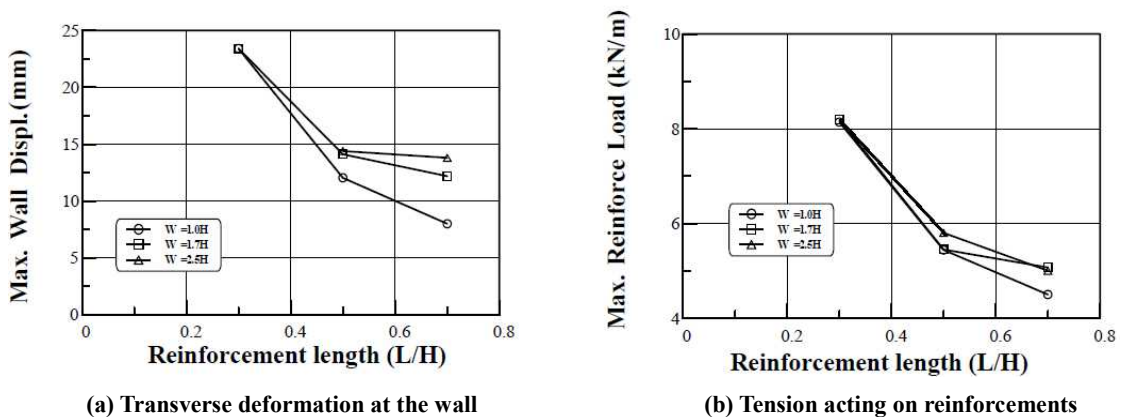 Max. Wall Displ.(mm)
25
20
15
10
5
0
W =1.0H
W =1.7H
W =2.5H
0
0.2
0.4
0.6
0.8
Reinforcement length (L/H)
(a) Transverse deformation at the wall
Max. Reinforce Load (kN/m)
10
8
6
4
W =1.0H
W =1.7H
W =2.5H
0
0.2
0.4
0.6
0.8
Reinforcement length (L/H)
(b) Tension acting on reinforcements